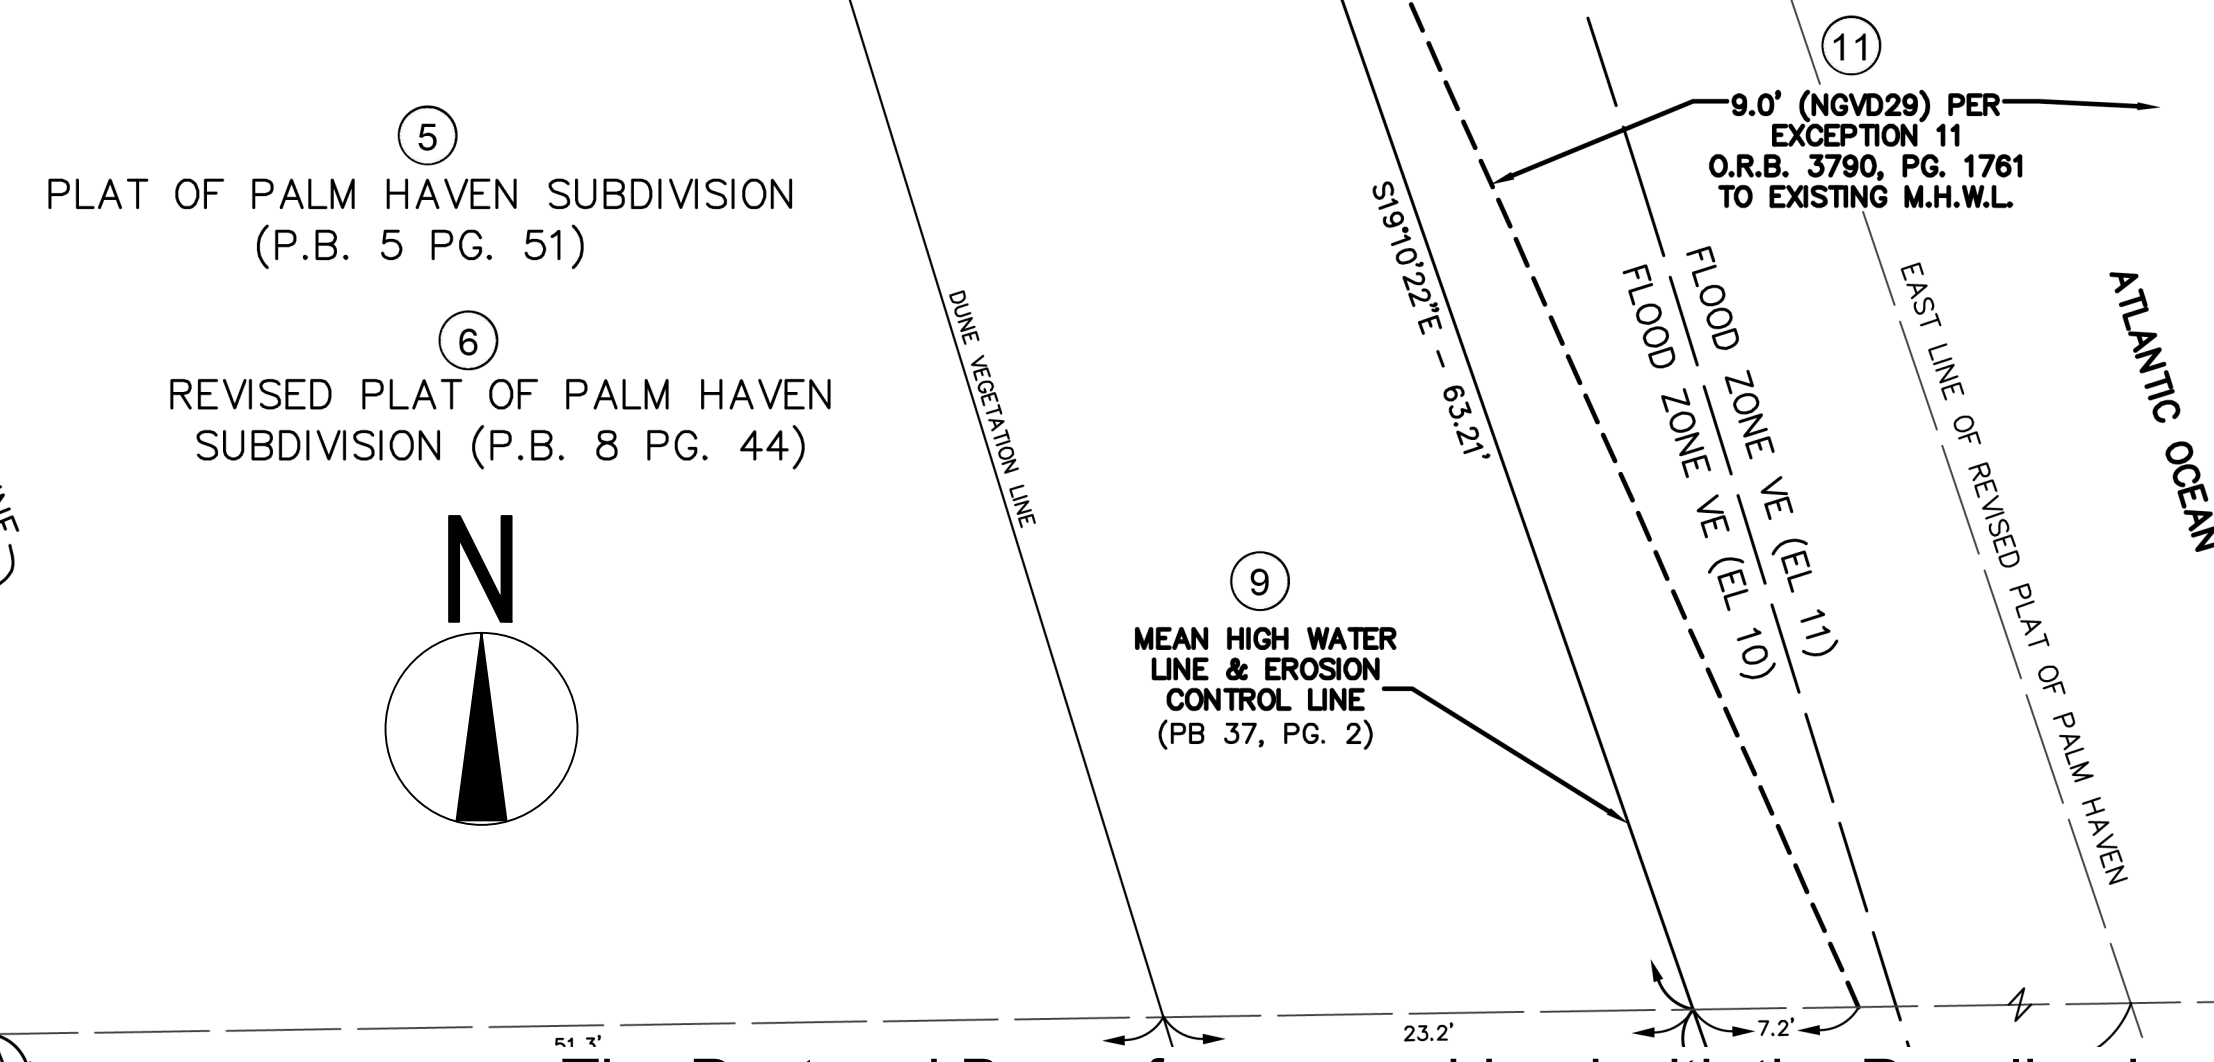 5
PLAT OF PALM HAVEN SUBDIVISION
(P.B. 5 PG. 51)
6
REVISED PLAT OF PALM HAVEN
SUBDIVISION (P.B. 8 PG. 44)
N
DUNE VEGETATION LINE
9
MEAN HIGH WATER
LINE & EROSION
CONTROL LINE
(PB 37, PG. 2)
S19°10'22"E - 63.21'
11
9.0' (NGVD29) PER
EXCEPTION 11
O.R.B. 3790, PG. 1761
TO EXISTING M.H.W.L.
FLOOD ZONE VE (EL 11)
FLOOD ZONE VE (EL 10)
EAST LINE OF REVISED PLAT OF PALM HAVEN
ATLANTIC OCEAN
51.3'
23.2'
7.2'